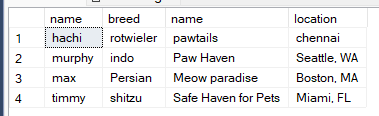 name breed name location
1 hachi rotwieler pawtails chennai
2 murphy indo Paw Haven Seattle, WA
3 max Persian Meow paradise Boston, MA
4 timmy shitzu Safe Haven for Pets Miami, FL